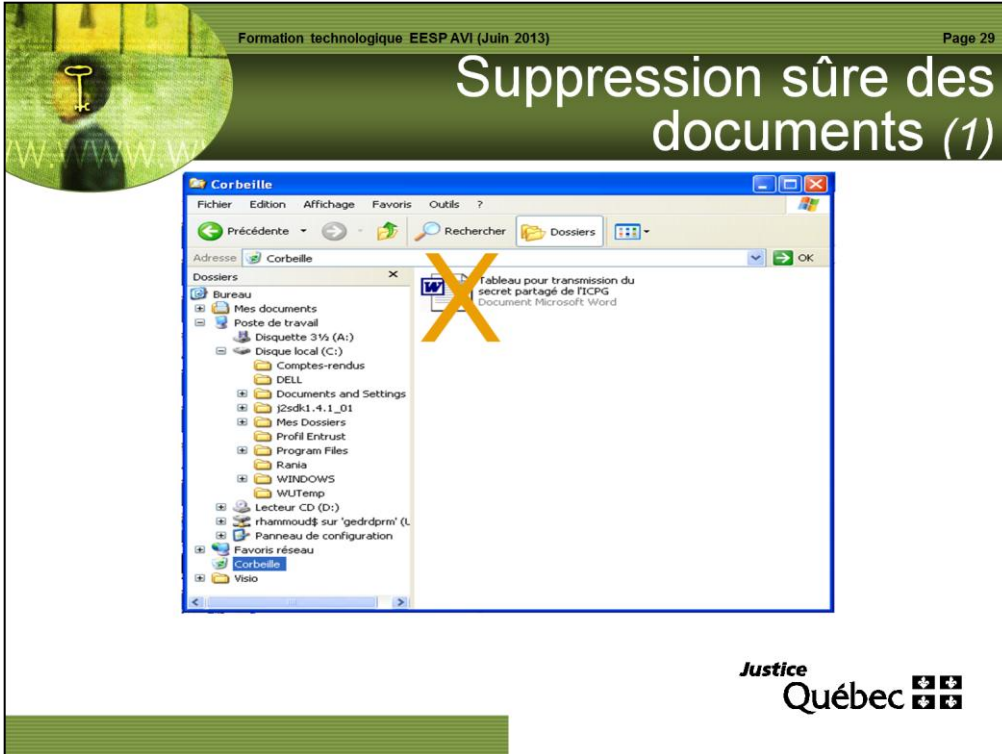 Formation technologique EESP AVI (Juin 2013)
Page 29
Suppression sûre des
documents (1)
Corbeille
Fichier Edition Affichage Favoris Outils ?
Précédente Rechercher Dossiers
Adresse Corbeille OK
Dossiers
Bureau
Mes documents
Poste de travail
Disquette 3½ (A:)
Disque local (C:)
Comptes-rendus
DELL
Documents and Settings
j2sdk1.4.1_01
Mes Dossiers
Profil Entrust
Program Files
Rania
WINDOWS
WUTemp
Lecteur CD (D:)
rhammoud$ sur 'gedrdprm' (
Panneau de configuration
Favoris réseau
Corbeille
Visio
Tableau pour transmission du
secret partagé de l'ICPG
Document Microsoft Word
X
Justice
Québec